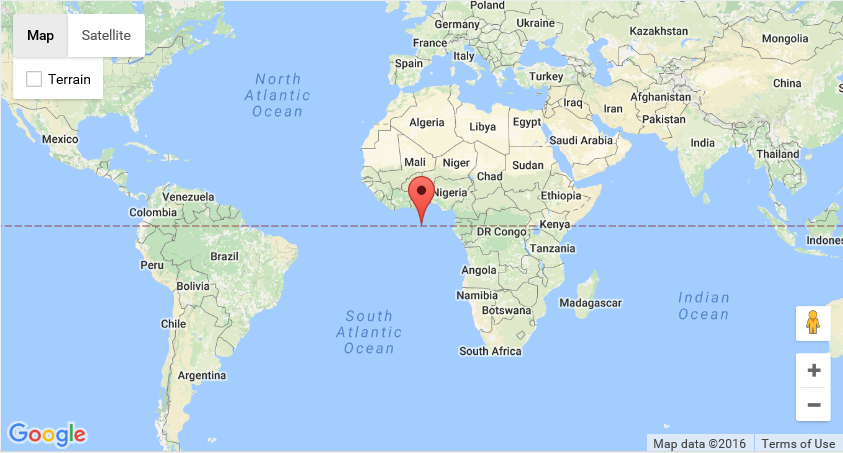 Map
Satellite
Terrain
Poland
Germany
Ukraine
Kazakhstan
Mongolia
France
Italy
Spain
Turkey
China
North
Atlantic
Ocean
Iraq
Iran
Afghanistan
Pakistan
Algeria
Libya
Egypt
Mexico
Saudi Arabia
India
Thailand
Mali
Niger
Chad
Sudan
Nigeria
Ethiopia
Venezuela
Colombia
DR Congo
Kenya
Indones
Tanzania
Brazil
Peru
Angola
Bolivia
Namibia
Botswana
Madagascar
Indian
Ocean
South
Atlantic
Ocean
Chile
South Africa
Argentina
Google
Map data ©2016
Terms of Use